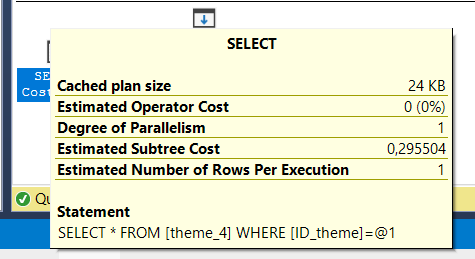 SELECT
SE
Cost
Cached plan size 24 KB
Estimated Operator Cost 0 (0%)
Degree of Parallelism 1
Estimated Subtree Cost 0,295504
Estimated Number of Rows Per Execution 1
Qu
Statement
SELECT * FROM [theme_4] WHERE [ID_theme]=@1